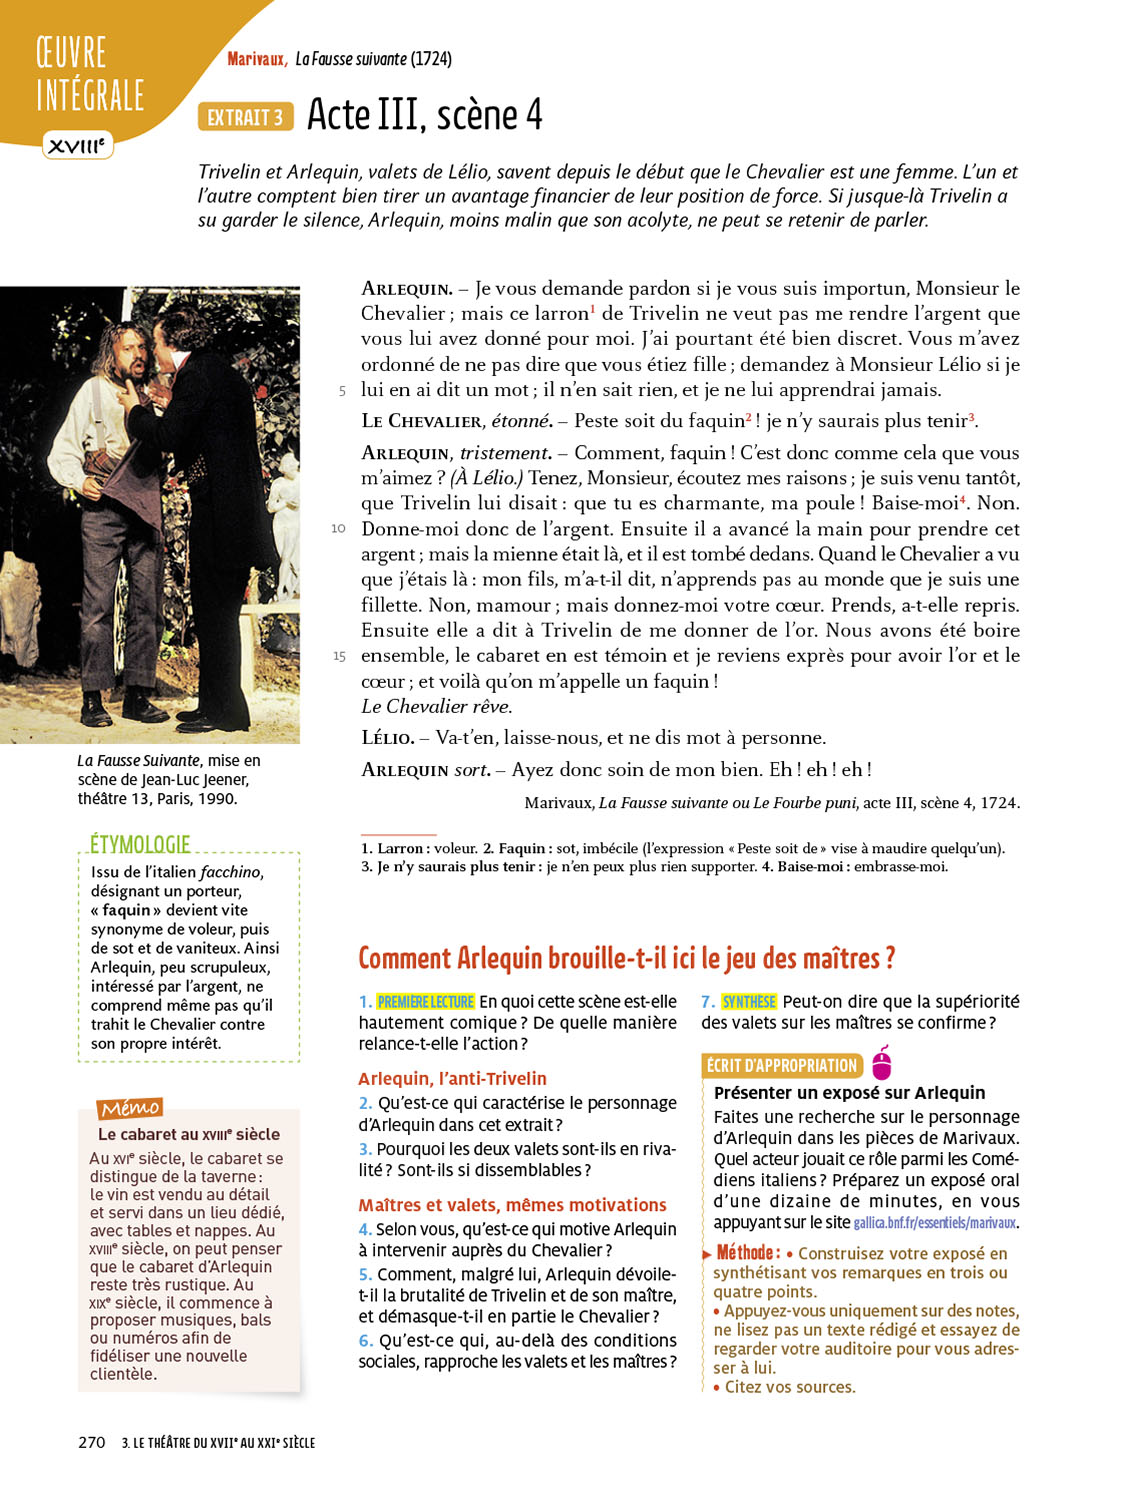 ŒUVRE
INTÉGRALE
XVIIIe
Marivaux, La Fausse suivante (1724)
EXTRAIT 3 Acte III, scène 4
Trivelin et Arlequin, valets de Lélio, savent depuis le début que le Chevalier est une femme. L’un et
l’autre comptent bien tirer un avantage financier de leur position de force. Si jusque-là Trivelin a
su garder le silence, Arlequin, moins malin que son acolyte, ne peut se retenir de parler.
ARLEQUIN. – Je vous demande pardon si je vous suis importun, Monsieur le
Chevalier ; mais ce larron1 de Trivelin ne veut pas me rendre l’argent que
vous lui avez donné pour moi. J’ai pourtant été bien discret. Vous m’avez
ordonné de ne pas dire que vous étiez fille ; demandez à Monsieur Lélio si je
5 lui en ai dit un mot ; il n’en sait rien, et je ne lui apprendrai jamais.
LE CHEVALIER, étonné. – Peste soit du faquin2 ! je n’y saurais plus tenir3.
ARLEQUIN, tristement. – Comment, faquin ! C’est donc comme cela que vous
m’aimez ? (À Lélio.) Tenez, Monsieur, écoutez mes raisons ; je suis venu tantôt,
que Trivelin lui disait : que tu es charmante, ma poule ! Baise-moi4. Non.
10 Donne-moi donc de l’argent. Ensuite il a avancé la main pour prendre cet
argent ; mais la mienne était là, et il est tombé dedans. Quand le Chevalier a vu
que j’étais là : mon fils, m’a-t-il dit, n’apprends pas au monde que je suis une
fillette. Non, mamour ; mais donnez-moi votre cœur. Prends, a-t-elle repris.
Ensuite elle a dit à Trivelin de me donner de l’or. Nous avons été boire
15 ensemble, le cabaret en est témoin et je reviens exprès pour avoir l’or et le
cœur ; et voilà qu’on m’appelle un faquin !
Le Chevalier rêve.
LÉLIO. – Va-t’en, laisse-nous, et ne dis mot à personne.
ARLEQUIN sort. – Ayez donc soin de mon bien. Eh ! eh ! eh !
Marivaux, La Fausse suivante ou Le Fourbe puni, acte III, scène 4, 1724.
1. Larron : voleur. 2. Faquin : sot, imbécile (l’expression « Peste soit de » vise à maudire quelqu’un).
3. Je n’y saurais plus tenir : je n’en peux plus rien supporter. 4. Baise-moi : embrasse-moi.
La Fausse Suivante, mise en
scène de Jean-Luc Jeener,
théâtre 13, Paris, 1990.
ÉTYMOLOGIE
Issu de l’italien facchino,
désignant un porteur,
« faquin » devient vite
synonyme de voleur, puis
de sot et de vaniteux. Ainsi
Arlequin, peu scrupuleux,
intéressé par l’argent, ne
comprend même pas qu’il
trahit le Chevalier contre
son propre intérêt.
Mémo
Le cabaret au XVIIIe siècle
Au XVIe siècle, le cabaret se
distingue de la taverne :
le vin est vendu au détail
et servi dans un lieu dédié,
avec tables et nappes. Au
XVIIIe siècle, on peut penser
que le cabaret d’Arlequin
reste très rustique. Au
XIXe siècle, il commence à
proposer musiques, bals
ou numéros afin de
fidéliser une nouvelle
clientèle.
Comment Arlequin brouille-t-il ici le jeu des maîtres ?
1. PREMIÈRE LECTURE En quoi cette scène est-elle
hautement comique ? De quelle manière
relance-t-elle l’action ?
Arlequin, l’anti-Trivelin
2. Qu’est-ce qui caractérise le personnage
d’Arlequin dans cet extrait ?
3. Pourquoi les deux valets sont-ils en riva-
lité ? Sont-ils si dissemblables ?
Maîtres et valets, mêmes motivations
4. Selon vous, qu’est-ce qui motive Arlequin
à intervenir auprès du Chevalier ?
5. Comment, malgré lui, Arlequin dévoile-
t-il la brutalité de Trivelin et de son maître,
et démasque-t-il en partie le Chevalier ?
6. Qu’est-ce qui, au-delà des conditions
sociales, rapproche les valets et les maîtres ?
7. SYNTHÈSE Peut-on dire que la supériorité
des valets sur les maîtres se confirme ?
ÉCRIT D’APPROPRIATION
Présenter un exposé sur Arlequin
Faites une recherche sur le personnage
d’Arlequin dans les pièces de Marivaux.
Quel acteur jouait ce rôle parmi les Comé-
diens italiens ? Préparez un exposé oral
d’une dizaine de minutes, en vous
appuyant sur le site gallica.bnf.fr/essentiels/marivaux.
► Méthode : • Construisez votre exposé en
synthétisant vos remarques en trois ou
quatre points.
• Appuyez-vous uniquement sur des notes,
ne lisez pas un texte rédigé et essayez de
regarder votre auditoire pour vous adres-
ser à lui.
• Citez vos sources.
270 3. LE THÉÂTRE DU XVIIe AU XXIe SIÈCLE